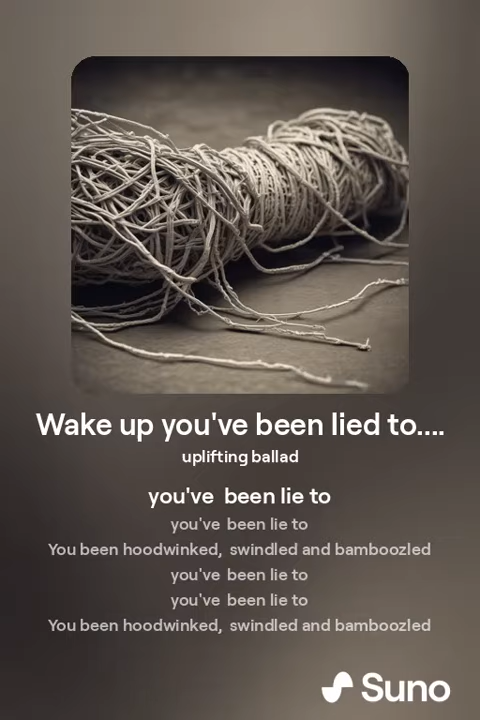 Wake up you've been lied to....
uplifting ballad
you've been lie to
you've been lie to
You been hoodwinked, swindled and bamboozled
you've been lie to
you've been lie to
You been hoodwinked, swindled and bamboozled
Suno